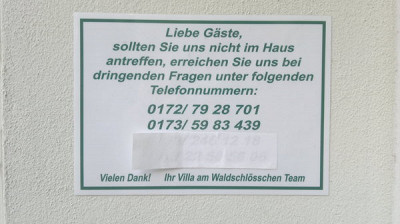 Liebe Gäste,
sollten Sie uns nicht im Haus
antreffen, erreichen Sie uns bei
dringenden Fragen unter folgenden
Telefonnummern:
0172/ 79 28 701
0173/ 59 83 439
Vielen Dank! Ihr Villa am Waldschlösschen Team